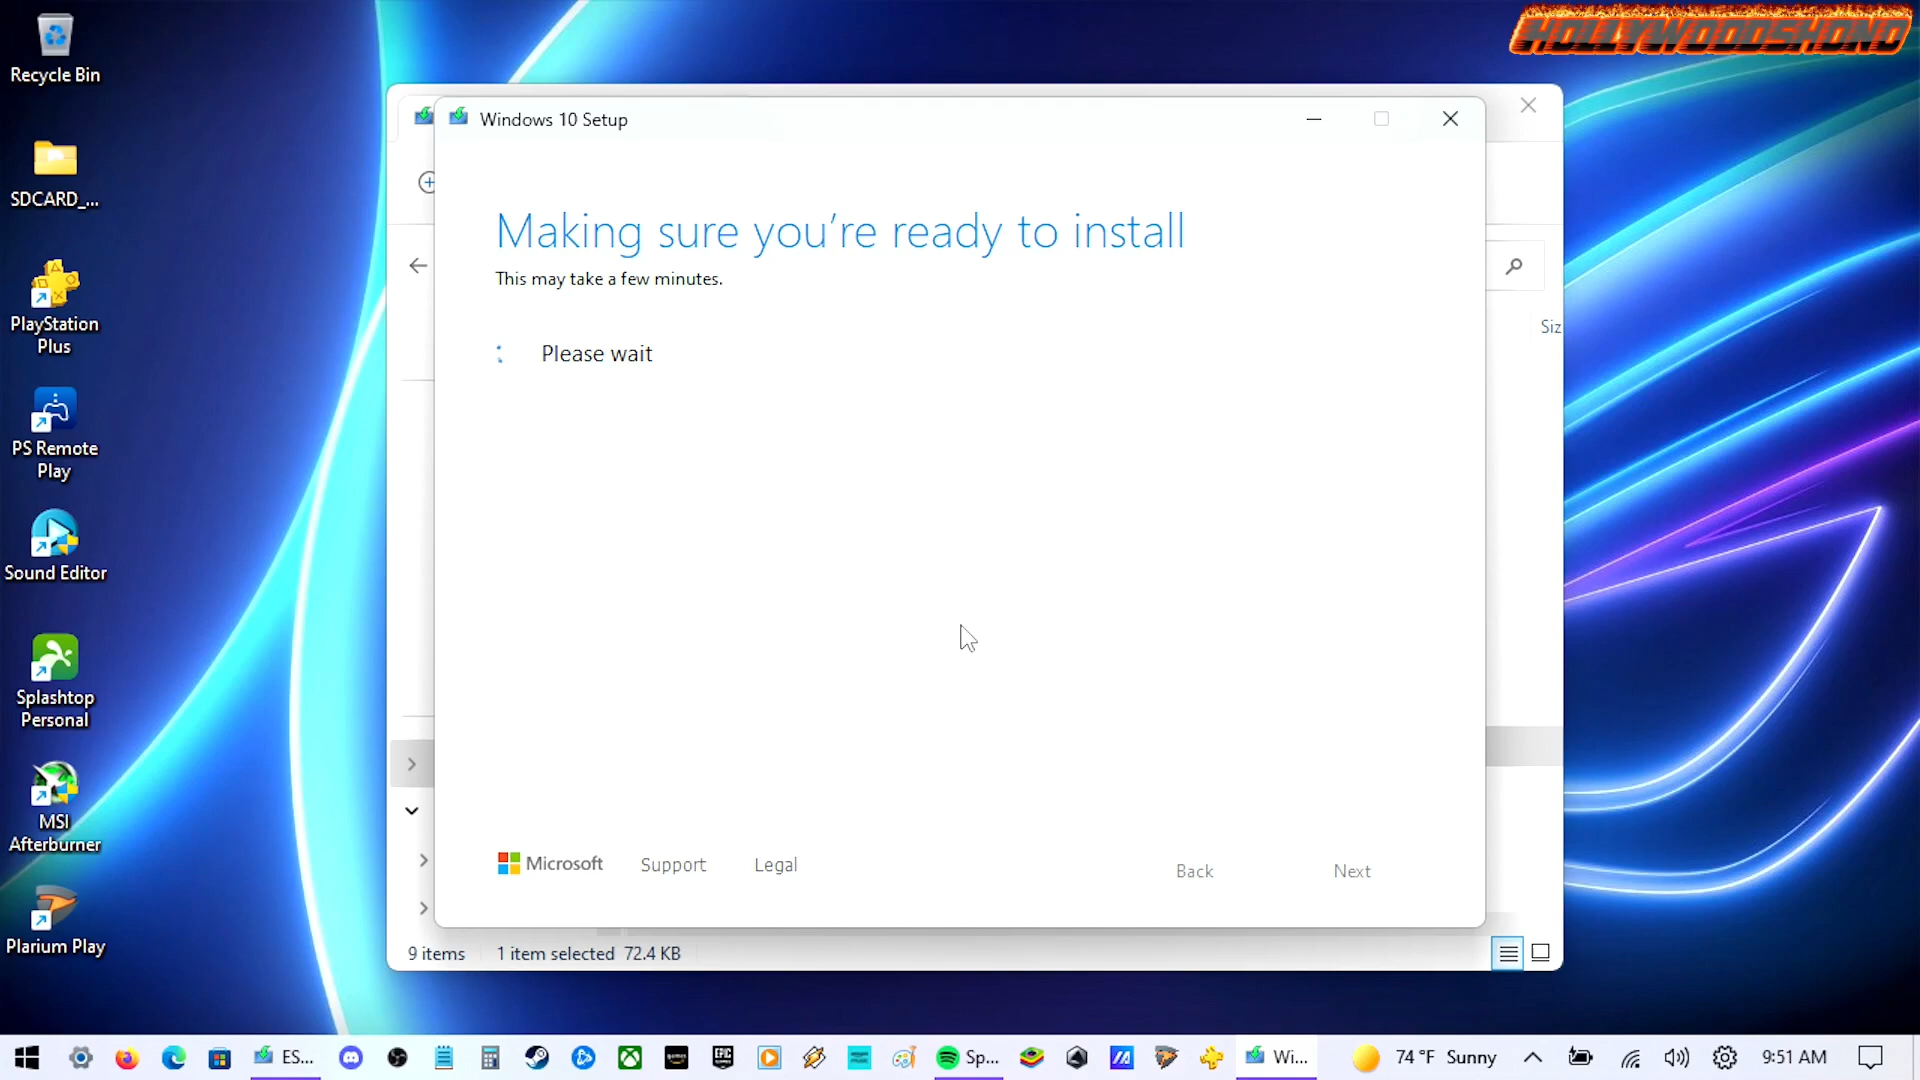 HOLLYWOODSHONO
Recycle Bin
SDCARD_...
PlayStation
Plus
PS Remote
Play
Sound Editor
Splashtop
Personal
MSI
Afterburner
Plarium Play
Windows 10 Setup
Making sure you’re ready to install
This may take a few minutes.
Please wait
Siz
Microsoft
Support
Legal
Back
Next
9 items
1 item selected 72.4 KB
ES...
Sp...
Wi...
74 °F Sunny
9:51 AM